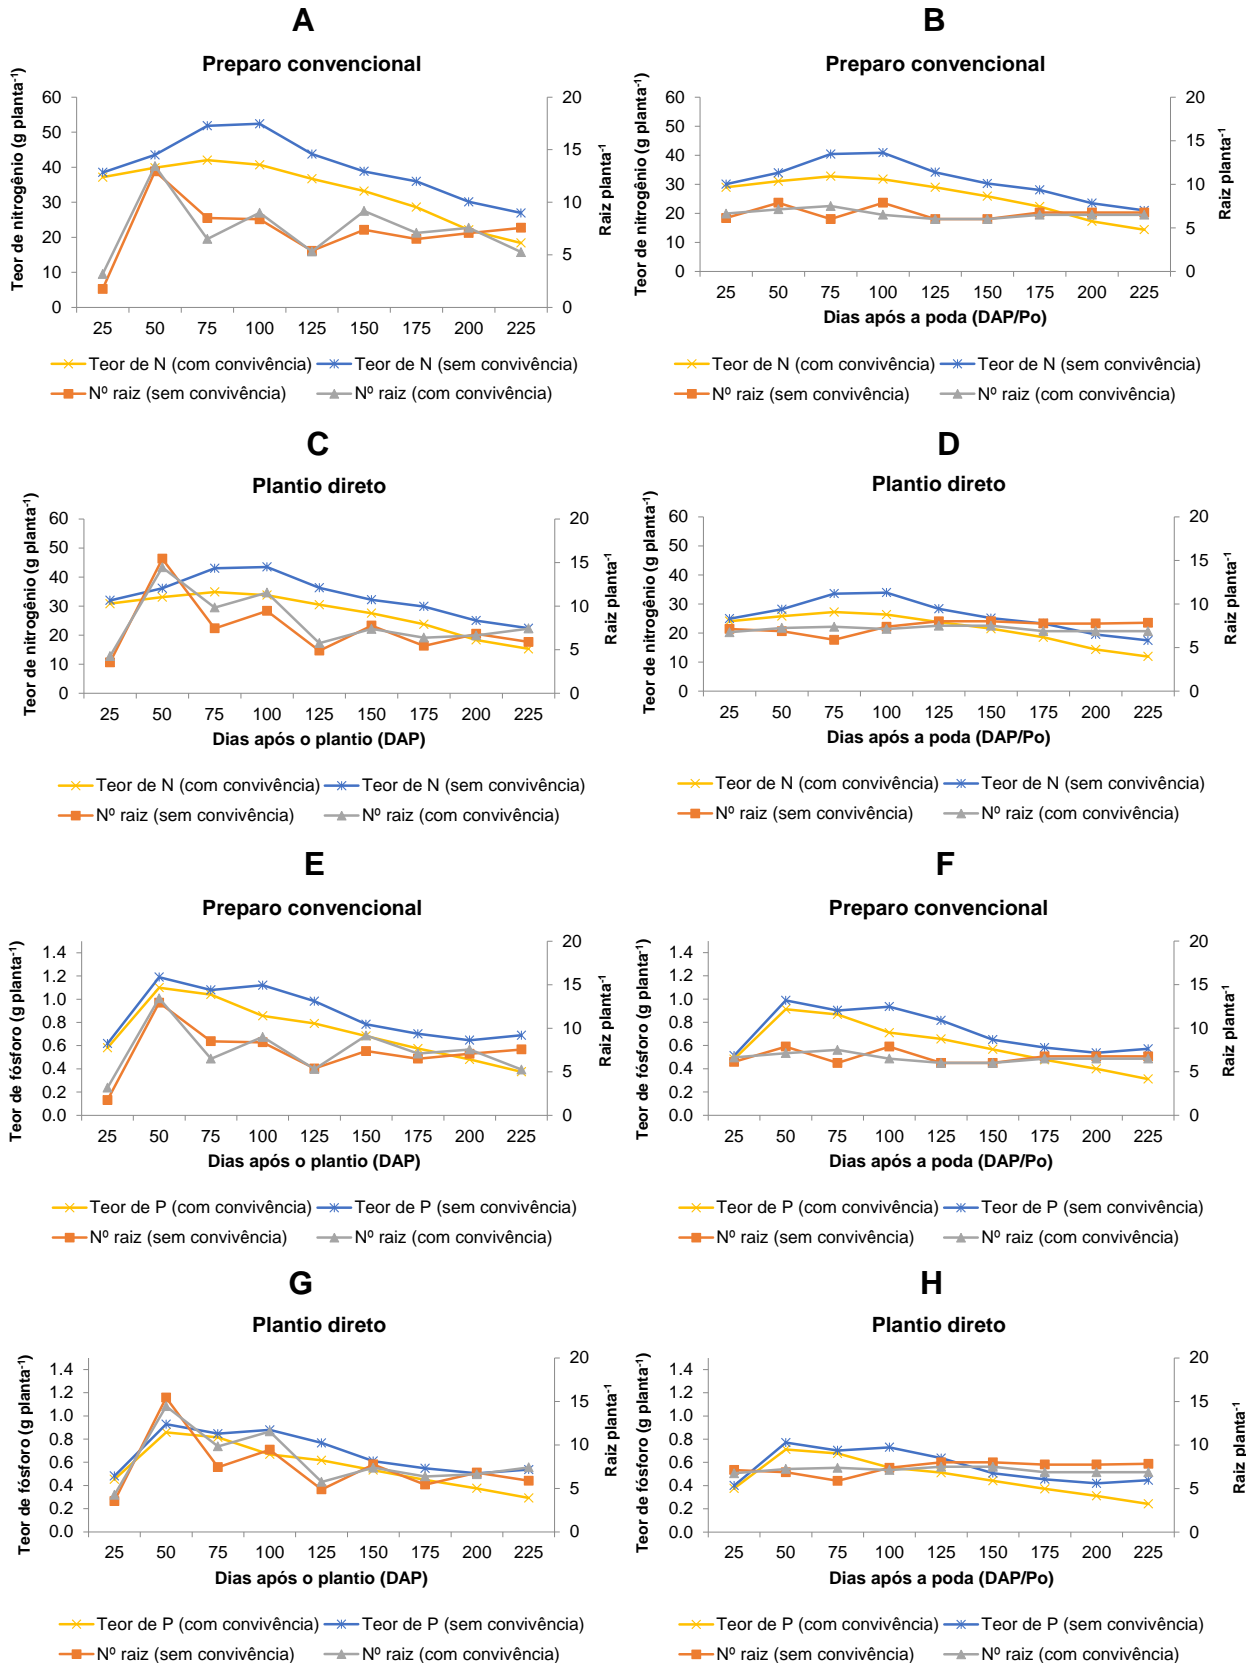 A
Preparo convencional
Teor de nitrogênio (g planta⁻¹)
60
50
40
30
20
10
0
20
15
10
5
0
Raiz planta⁻¹
25 50 75 100 125 150 175 200 225
Teor de N (com convivência) Teor de N (sem convivência)
Nº raiz (sem convivência) Nº raiz (com convivência)
B
Preparo convencional
Teor de nitrogênio (g planta⁻¹)
60
50
40
30
20
10
0
20
15
10
5
0
Raiz planta⁻¹
25 50 75 100 125 150 175 200 225
Dias após a poda (DAP/Po)
Teor de N (com convivência) Teor de N (sem convivência)
Nº raiz (sem convivência) Nº raiz (com convivência)
C
Plantio direto
Teor de nitrogênio (g planta⁻¹)
60
50
40
30
20
10
0
20
15
10
5
0
Raiz planta⁻¹
25 50 75 100 125 150 175 200 225
Dias após o plantio (DAP)
Teor de N (com convivência) Teor de N (sem convivência)
Nº raiz (sem convivência) Nº raiz (com convivência)
D
Plantio direto
Teor de nitrogênio (g planta⁻¹)
60
50
40
30
20
10
0
20
15
10
5
0
Raiz planta⁻¹
25 50 75 100 125 150 175 200 225
Dias após a poda (DAP/Po)
Teor de N (com convivência) Teor de N (sem convivência)
Nº raiz (sem convivência) Nº raiz (com convivência)
E
Preparo convencional
Teor de fósforo (g planta⁻¹)
1.4
1.2
1.0
0.8
0.6
0.4
0.2
0.0
20
15
10
5
0
Raiz planta⁻¹
25 50 75 100 125 150 175 200 225
Dias após o plantio (DAP)
Teor de P (com convivência) Teor de P (sem convivência)
Nº raiz (sem convivência) Nº raiz (com convivência)
F
Preparo convencional
Teor de fósforo (g planta⁻¹)
1.4
1.2
1.0
0.8
0.6
0.4
0.2
0.0
20
15
10
5
0
Raiz planta⁻¹
25 50 75 100 125 150 175 200 225
Dias após a poda (DAP/Po)
Teor de P (com convivência) Teor de P (sem convivência)
Nº raiz (sem convivência) Nº raiz (com convivência)
G
Plantio direto
Teor de fósforo (g planta⁻¹)
1.4
1.2
1.0
0.8
0.6
0.4
0.2
0.0
20
15
10
5
0
Raiz planta⁻¹
25 50 75 100 125 150 175 200 225
Dias após o plantio (DAP)
Teor de P (com convivência) Teor de P (sem convivência)
Nº raiz (sem convivência) Nº raiz (com convivência)
H
Plantio direto
Teor de fósforo (g planta⁻¹)
1.4
1.2
1.0
0.8
0.6
0.4
0.2
0.0
20
15
10
5
0
Raiz planta⁻¹
25 50 75 100 125 150 175 200 225
Dias após a poda (DAP/Po)
Teor de P (com convivência) Teor de P (sem convivência)
Nº raiz (sem convivência) Nº raiz (com convivência)